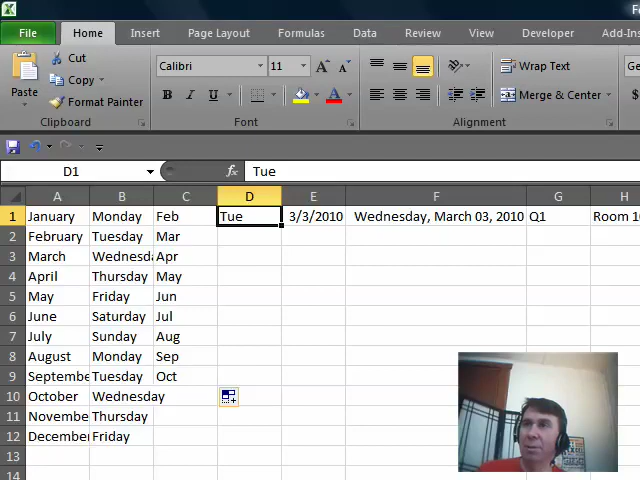 File Home Insert Page Layout Formulas Data Review View Developer Add-Ins
Paste
Cut
Copy
Format Painter
Clipboard
Calibri 11
A A
B I U A
Font
Wrap Text
Merge & Center
Alignment
$
D1 fx Tue
A B C D E F G H
1 January Monday Feb Tue 3/3/2010 Wednesday, March 03, 2010 Q1 Room 10
2 February Tuesday Mar
3 March Wednesda Apr
4 April Thursday May
5 May Friday Jun
6 June Saturday Jul
7 July Sunday Aug
8 August Monday Sep
9 Septembe Tuesday Oct
10 October Wednesday
11 Novembe Thursday
12 December Friday
13
14